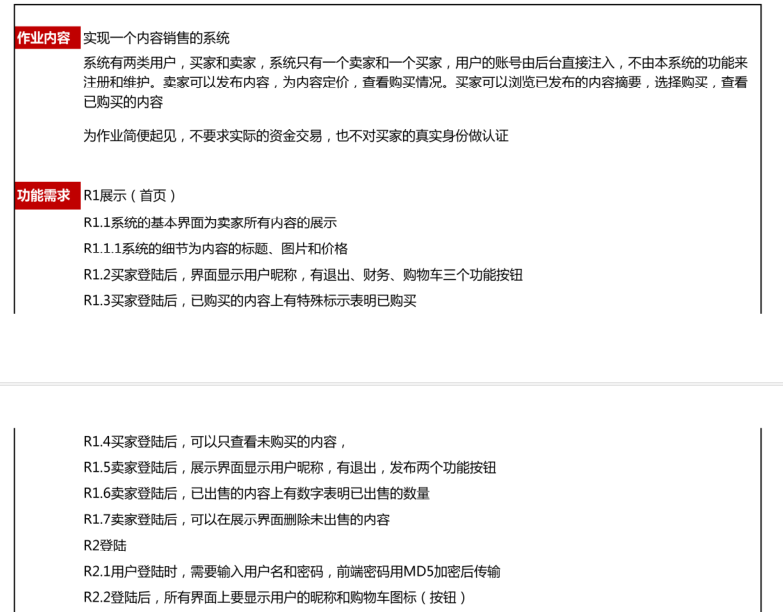 作业内容 实现一个内容销售的系统
系统有两类用户，买家和卖家，系统只有一个卖家和一个买家，用户的账号由后台直接注入，不由本系统的功能来
注册和维护。卖家可以发布内容，为内容定价，查看购买情况。买家可以浏览已发布的内容摘要，选择购买，查看
已购买的内容
为作业简便起见，不要求实际的资金交易，也不对买家的真实身份做认证
功能需求 R1展示（首页）
R1.1系统的基本界面为卖家所有内容的展示
R1.1.1系统的细节为内容的标题、图片和价格
R1.2买家登陆后，界面显示用户昵称，有退出、财务、购物车三个功能按钮
R1.3买家登陆后，已购买的内容上有特殊标示表明已购买
R1.4买家登陆后，可以只查看未购买的内容，
R1.5卖家登陆后，展示界面显示用户昵称，有退出，发布两个功能按钮
R1.6卖家登陆后，已出售的内容上有数字表明已出售的数量
R1.7卖家登陆后，可以在展示界面删除未出售的内容
R2登陆
R2.1用户登陆时，需要输入用户名和密码，前端密码用MD5加密后传输
R2.2登陆后，所有界面上要显示用户的昵称和购物车图标（按钮）